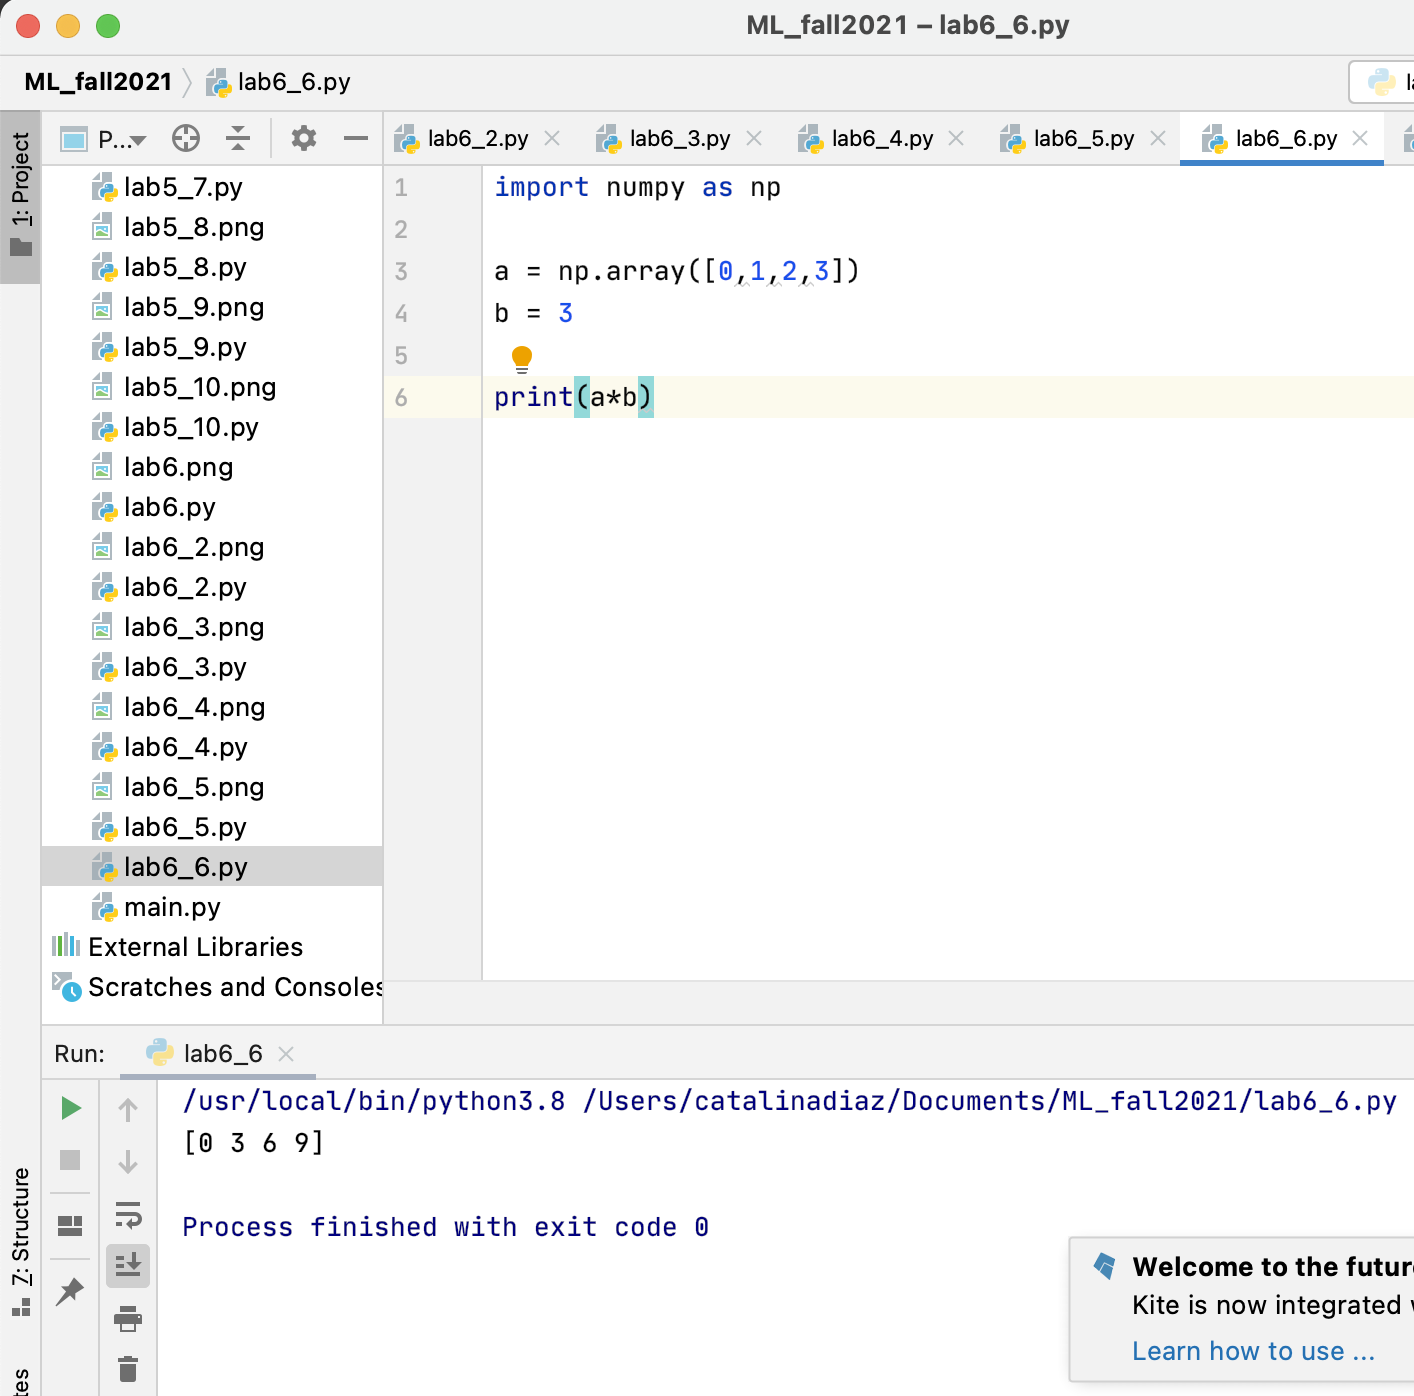 ML_fall2021 – lab6_6.py
ML_fall2021
lab6_6.py
1: Project
P...
lab6_2.py
lab6_3.py
lab6_4.py
lab6_5.py
lab6_6.py
lab5_7.py
lab5_8.png
lab5_8.py
lab5_9.png
lab5_9.py
lab5_10.png
lab5_10.py
lab6.png
lab6.py
lab6_2.png
lab6_2.py
lab6_3.png
lab6_3.py
lab6_4.png
lab6_4.py
lab6_5.png
lab6_5.py
lab6_6.py
main.py
External Libraries
Scratches and Consoles
1 import numpy as np
2
3 a = np.array([0,1,2,3])
4 b = 3
5
6 print(a*b)
Run: lab6_6
/usr/local/bin/python3.8 /Users/catalinadiaz/Documents/ML_fall2021/lab6_6.py
[0 3 6 9]
Process finished with exit code 0
7: Structure
Welcome to the futur
Kite is now integrated
Learn how to use ...